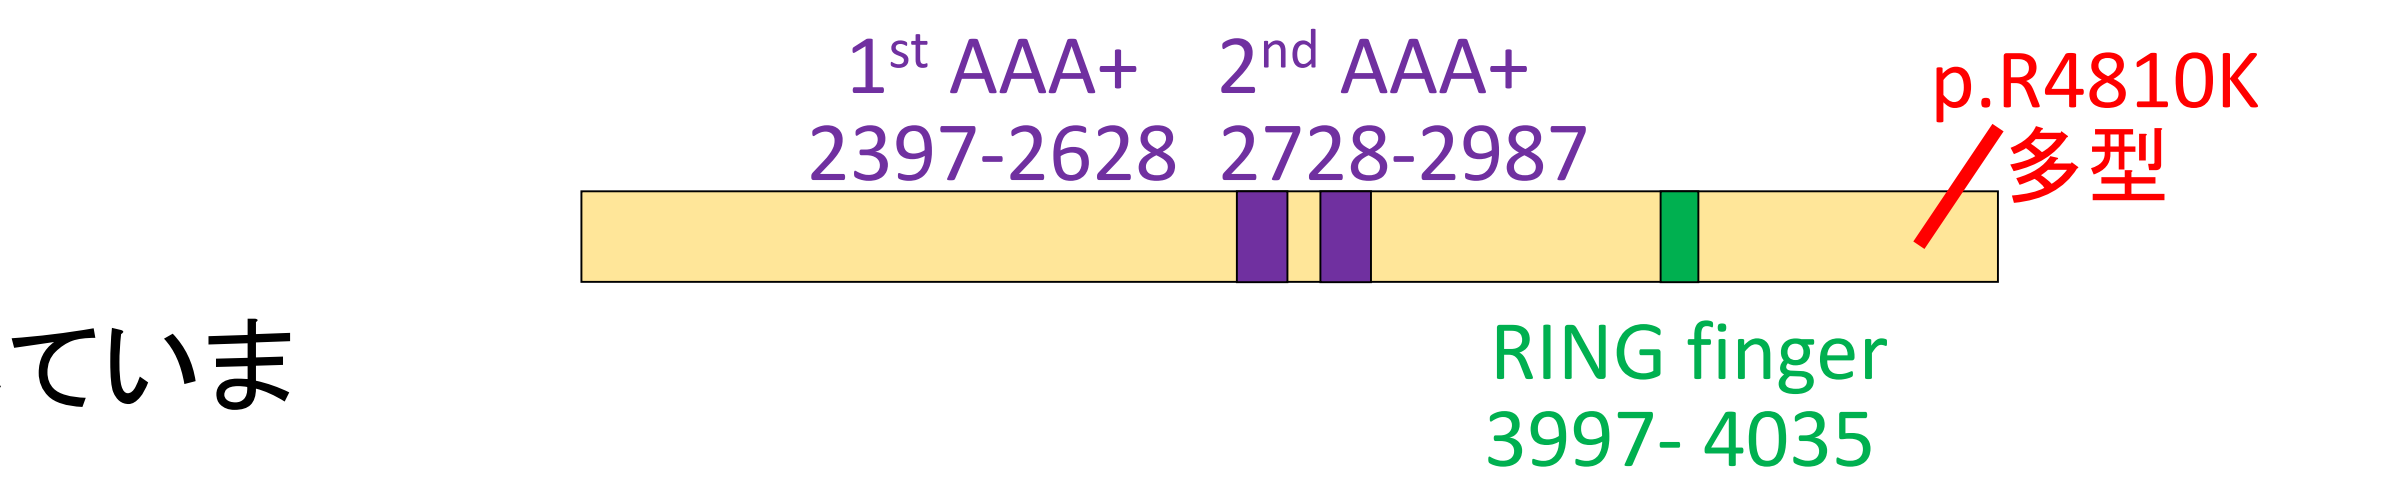 1st AAA+ 2nd AAA+
2397-2628 2728-2987
p.R4810K
多型
ていま
RING finger
3997- 4035